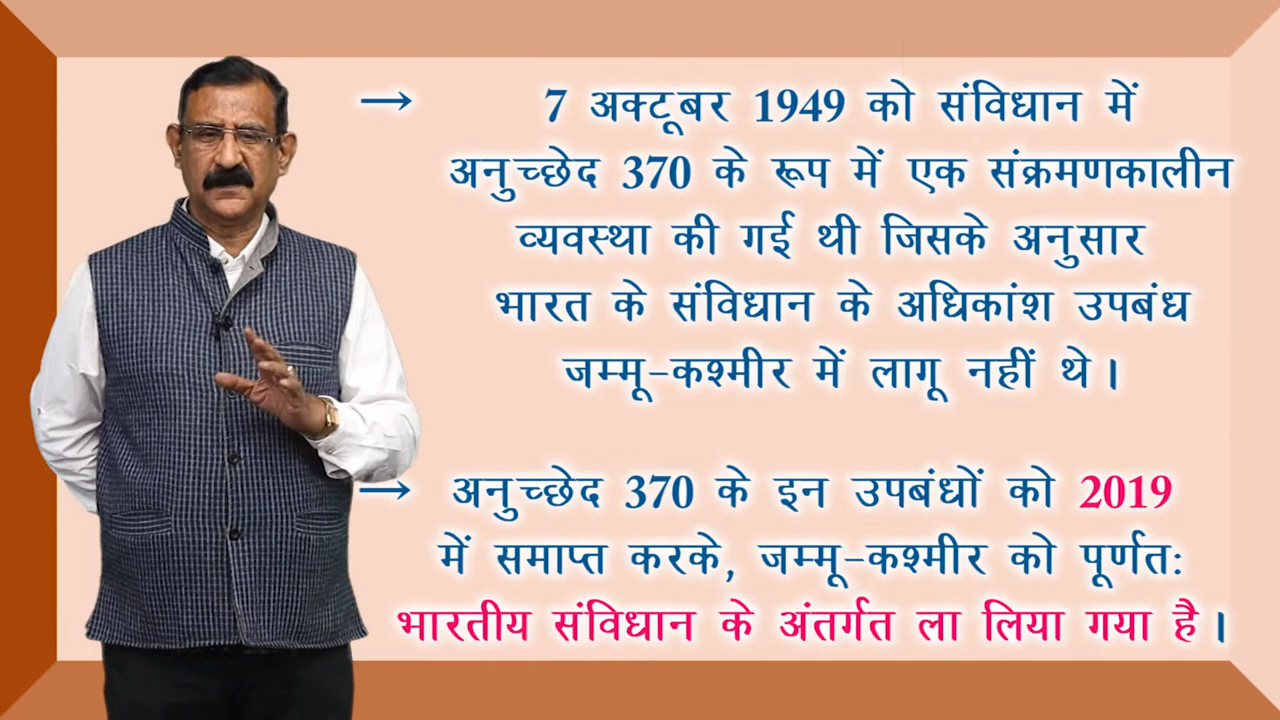 → 7 अक्टूबर 1949 को संविधान में
अनुच्छेद 370 के रूप में एक संक्रमणकालीन
व्यवस्था की गई थी जिसके अनुसार
भारत के संविधान के अधिकांश उपबंध
जम्मू-कश्मीर में लागू नहीं थे।
→ अनुच्छेद 370 के इन उपबंधों को 2019
में समाप्त करके, जम्मू-कश्मीर को पूर्णतः
भारतीय संविधान के अंतर्गत ला लिया गया है।